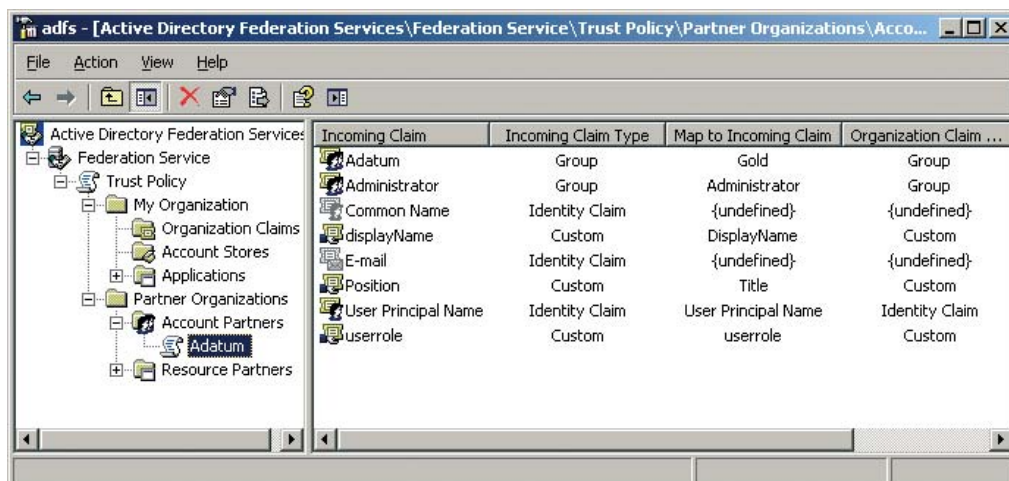 adfs - [Active Directory Federation Services\Federation Service\Trust Policy\Partner Organizations\Acco...
File Action View Help
Active Directory Federation Services
Federation Service
Trust Policy
My Organization
Organization Claims
Account Stores
Applications
Partner Organizations
Account Partners
Adatum
Resource Partners
Incoming Claim Incoming Claim Type Map to Incoming Claim Organization Claim ...
Adatum Group Gold Group
Administrator Group Administrator Group
Common Name Identity Claim {undefined} {undefined}
displayName Custom DisplayName Custom
E-mail Identity Claim {undefined} {undefined}
Position Custom Title Custom
User Principal Name Identity Claim User Principal Name Identity Claim
userrole Custom userrole Custom